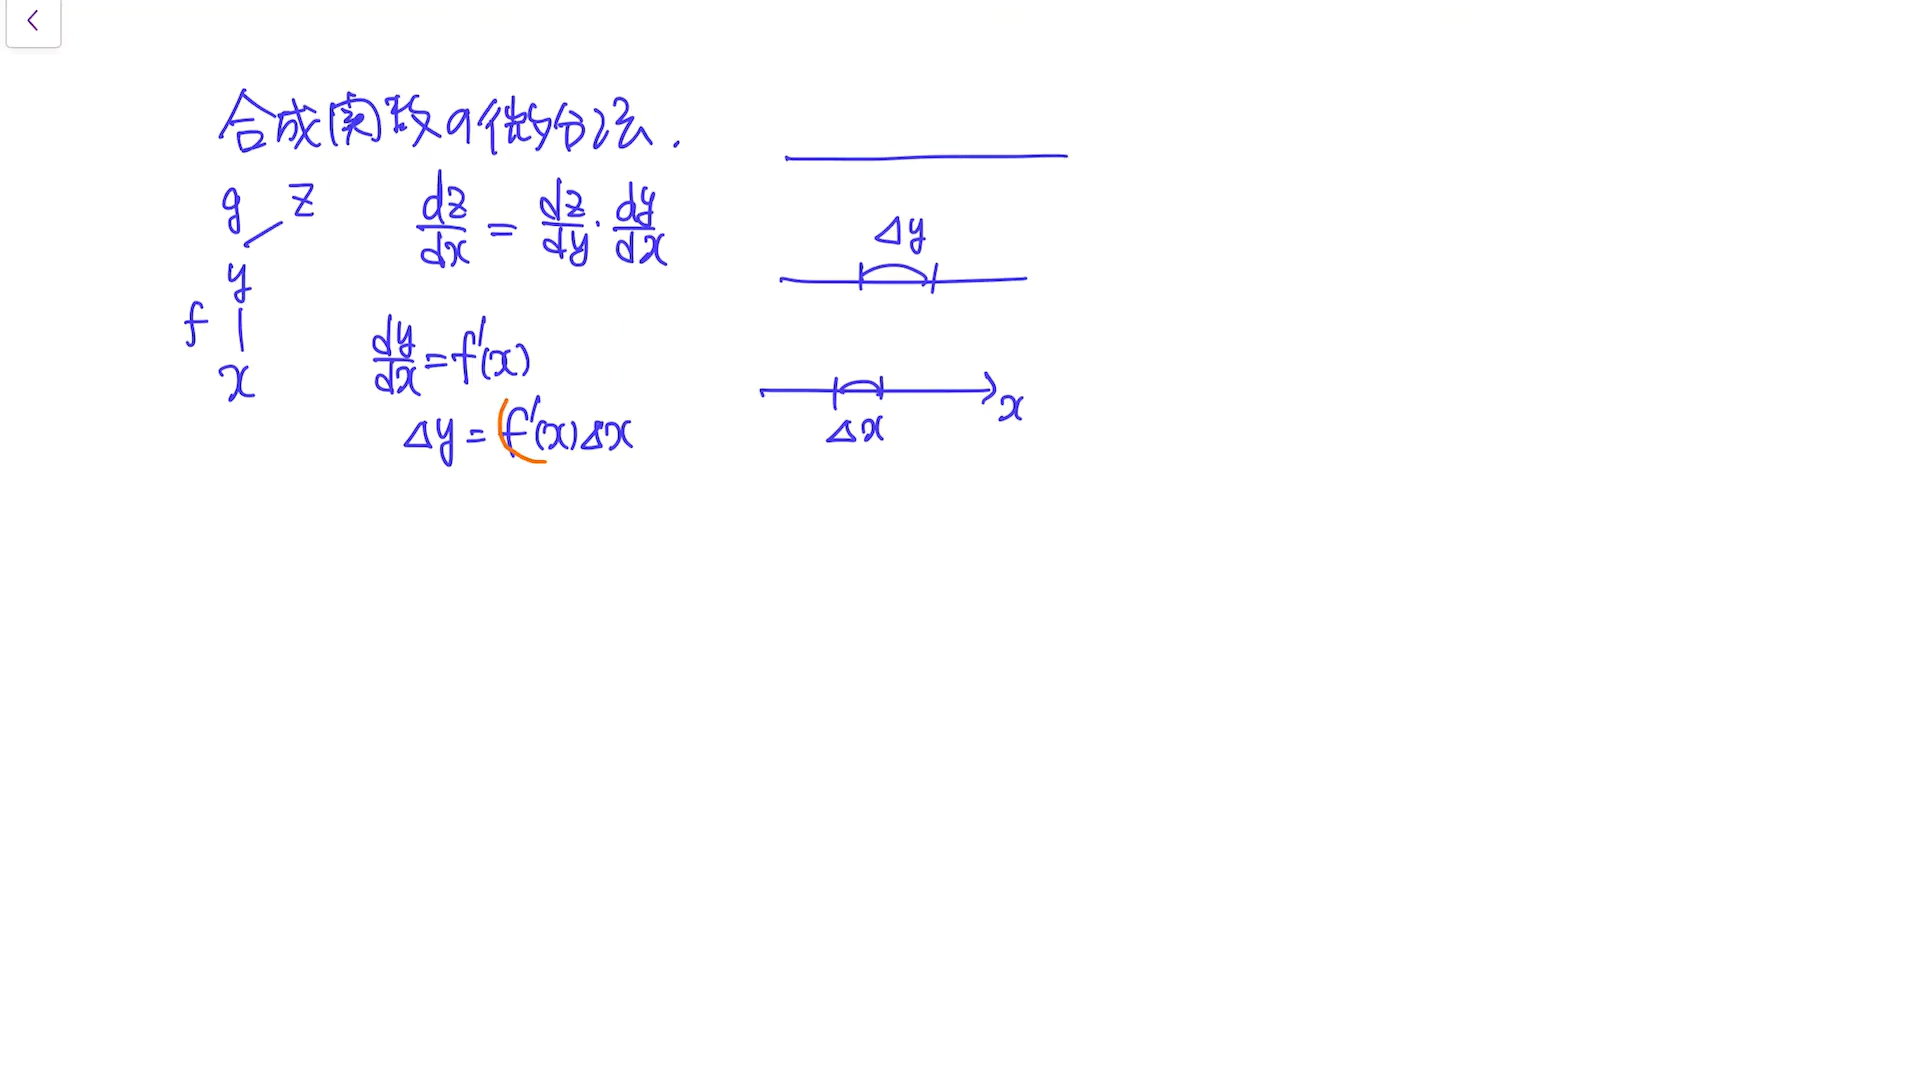 合成関数の微分法.
g z
y
f
x
dz/dx = dz/dy · dy/dx
dy/dx = f'(x)
Δy = f'(x)Δx
Δy
x
Δx